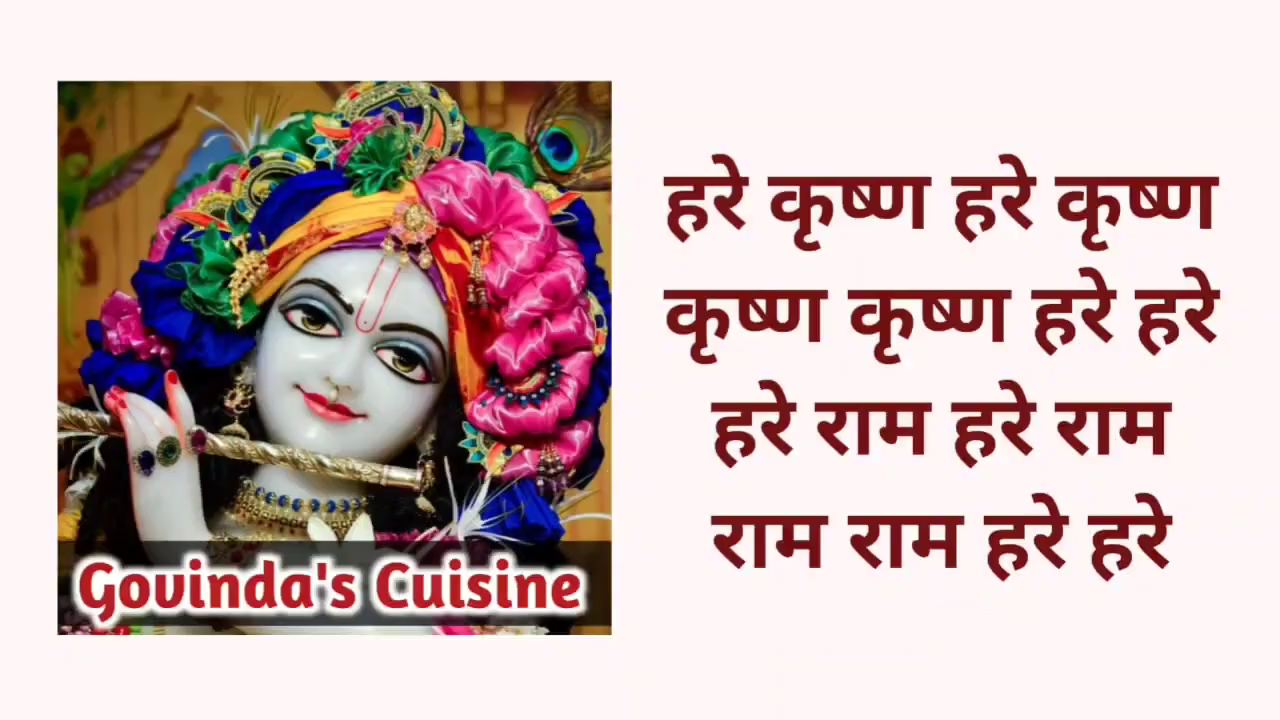 Govinda's Cuisine
हरे कृष्ण हरे कृष्ण
कृष्ण कृष्ण हरे हरे
हरे राम हरे राम
राम राम हरे हरे